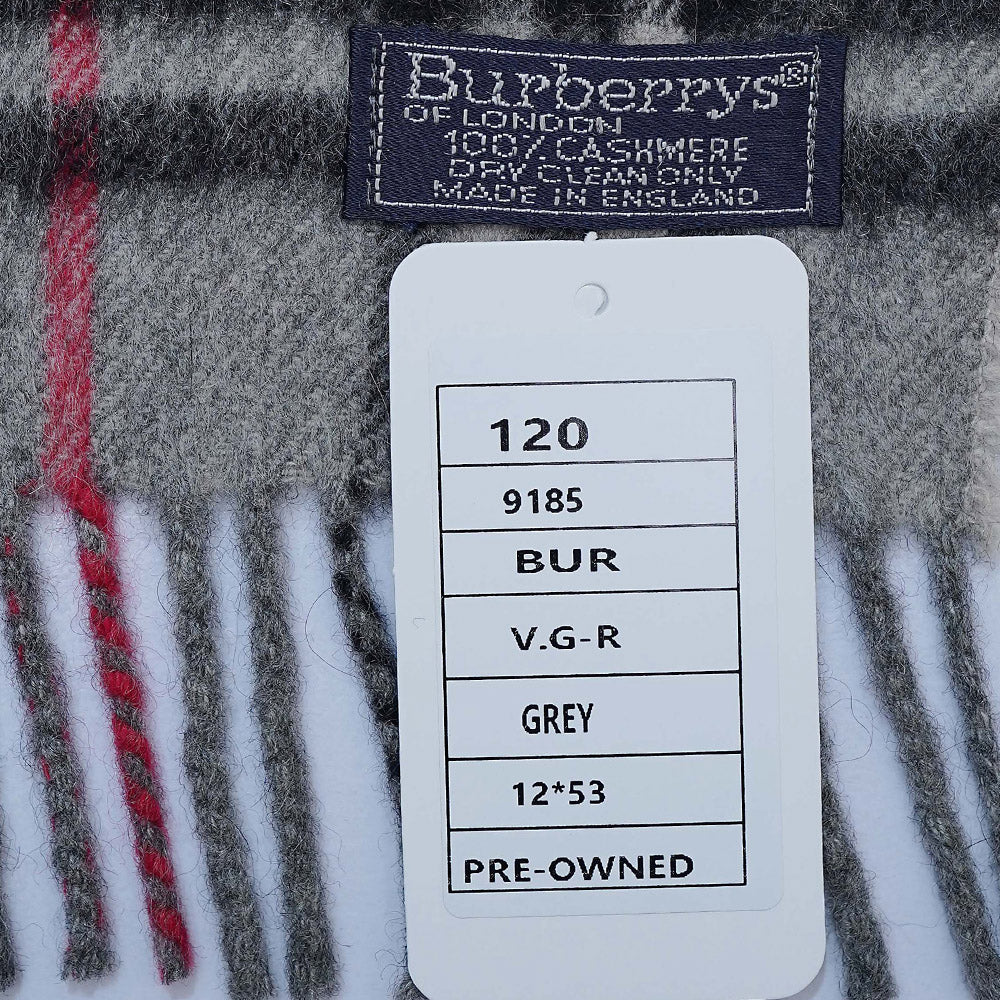 Burberrys®
OF LONDON
100% CASHMERE
DRY CLEAN ONLY
MADE IN ENGLAND
120
9185
BUR
V.G-R
GREY
12*53
PRE-OWNED